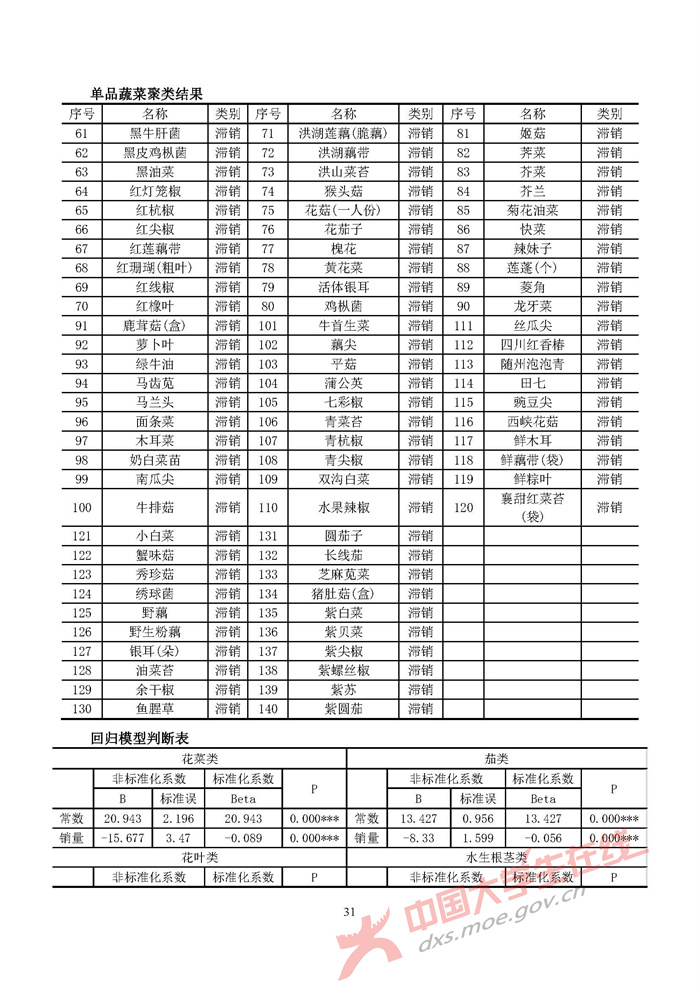 单品蔬菜聚类结果
序号 名称 类别 序号 名称 类别 序号 名称 类别
61 黑牛肝菌 滞销 71 洪湖莲藕(脆藕) 滞销 81 姬菇 滞销
62 黑皮鸡枞菌 滞销 72 洪湖藕带 滞销 82 荠菜 滞销
63 黑油菜 滞销 73 洪山菜苔 滞销 83 芥菜 滞销
64 红灯笼椒 滞销 74 猴头菇 滞销 84 芥兰 滞销
65 红杭椒 滞销 75 花菇(一人份) 滞销 85 菊花油菜 滞销
66 红尖椒 滞销 76 花茄子 滞销 86 快菜 滞销
67 红莲藕带 滞销 77 槐花 滞销 87 辣妹子 滞销
68 红珊瑚(粗叶) 滞销 78 黄花菜 滞销 88 莲蓬(个) 滞销
69 红线椒 滞销 79 活体银耳 滞销 89 菱角 滞销
70 红橡叶 滞销 80 鸡枞菌 滞销 90 龙牙菜 滞销
91 鹿茸菇(盒) 滞销 101 牛首生菜 滞销 111 丝瓜尖 滞销
92 萝卜叶 滞销 102 藕尖 滞销 112 四川红香椿 滞销
93 绿牛油 滞销 103 平菇 滞销 113 随州泡泡青 滞销
94 马齿苋 滞销 104 蒲公英 滞销 114 田七 滞销
95 马兰头 滞销 105 七彩椒 滞销 115 豌豆尖 滞销
96 面条菜 滞销 106 青菜苔 滞销 116 西峡花菇 滞销
97 木耳菜 滞销 107 青杭椒 滞销 117 鲜木耳 滞销
98 奶白菜苗 滞销 108 青尖椒 滞销 118 鲜藕带(袋) 滞销
99 南瓜尖 滞销 109 双沟白菜 滞销 119 鲜粽叶 滞销
100 牛排菇 滞销 110 水果辣椒 滞销 120 襄甜红菜苔(袋) 滞销
121 小白菜 滞销 131 圆茄子 滞销
122 蟹味菇 滞销 132 长线茄 滞销
123 秀珍菇 滞销 133 芝麻苋菜 滞销
124 绣球菌 滞销 134 猪肚菇(盒) 滞销
125 野藕 滞销 135 紫白菜 滞销
126 野生粉藕 滞销 136 紫贝菜 滞销
127 银耳(朵) 滞销 137 紫尖椒 滞销
128 油菜苔 滞销 138 紫螺丝椒 滞销
129 余干椒 滞销 139 紫苏 滞销
130 鱼腥草 滞销 140 紫圆茄 滞销
回归模型判断表
花菜类 茄类
非标准化系数 标准化系数 P 非标准化系数 标准化系数 P
B 标准误 Beta B 标准误 Beta
常数 20.943 2.196 20.943 0.000*** 常数 13.427 0.956 13.427 0.000***
销量 -15.677 3.47 -0.089 0.000*** 销量 -8.33 1.599 -0.056 0.000***
花叶类 水生根茎类
非标准化系数 标准化系数 P 非标准化系数 标准化系数 P
31
中国大学生在线
dxs.moe.gov.cn